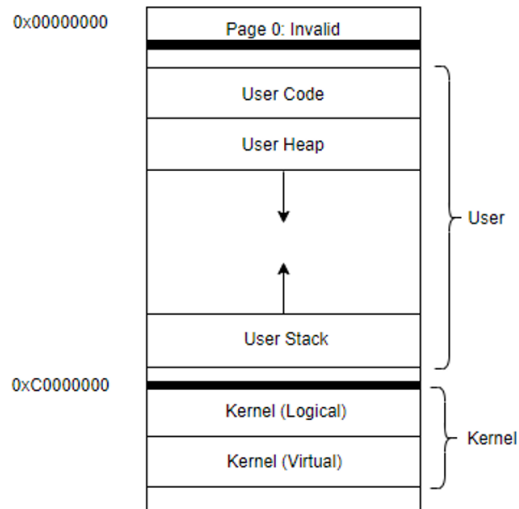 0x00000000
Page 0: Invalid
User Code
User Heap
User
User Stack
0xC0000000
Kernel (Logical)
Kernel
Kernel (Virtual)